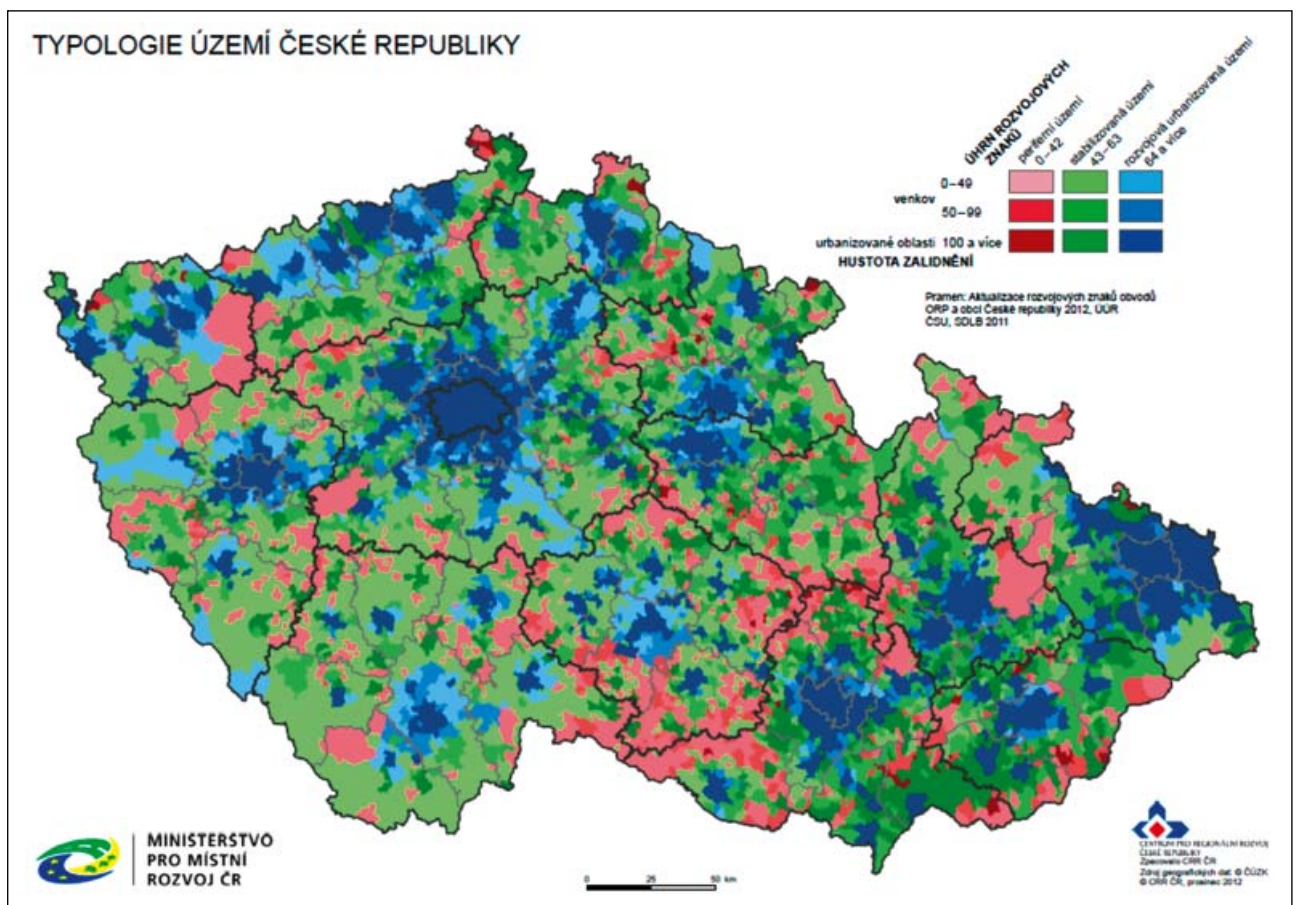 TYPOLOGIE ÚZEMÍ ČESKÉ REPUBLIKY
ÚHRN ROZVOJOVÝCH
ZNAKŮ
periferní území
0–42
stabilizovaná území
43–63
rozvojová urbanizovaná území
64 a více
venkov
0–49
50–99
urbanizované oblasti 100 a více
HUSTOTA ZALIDNĚNÍ
Pramen: Aktualizace rozvojových znaků obvodů
ORP a obcí České republiky 2012, ÚÚR
ČSU, SDLB 2011
MINISTERSTVO
PRO MÍSTNÍ
ROZVOJ ČR
0 25 50 km
CENTRUM PRO REGIONÁLNÍ ROZVOJ
ČESKÉ REPUBLIKY
Zpracovalo CRR ČR
Zdroj geografických dat © ČÚZK
© CRR ČR, prosinec 2012